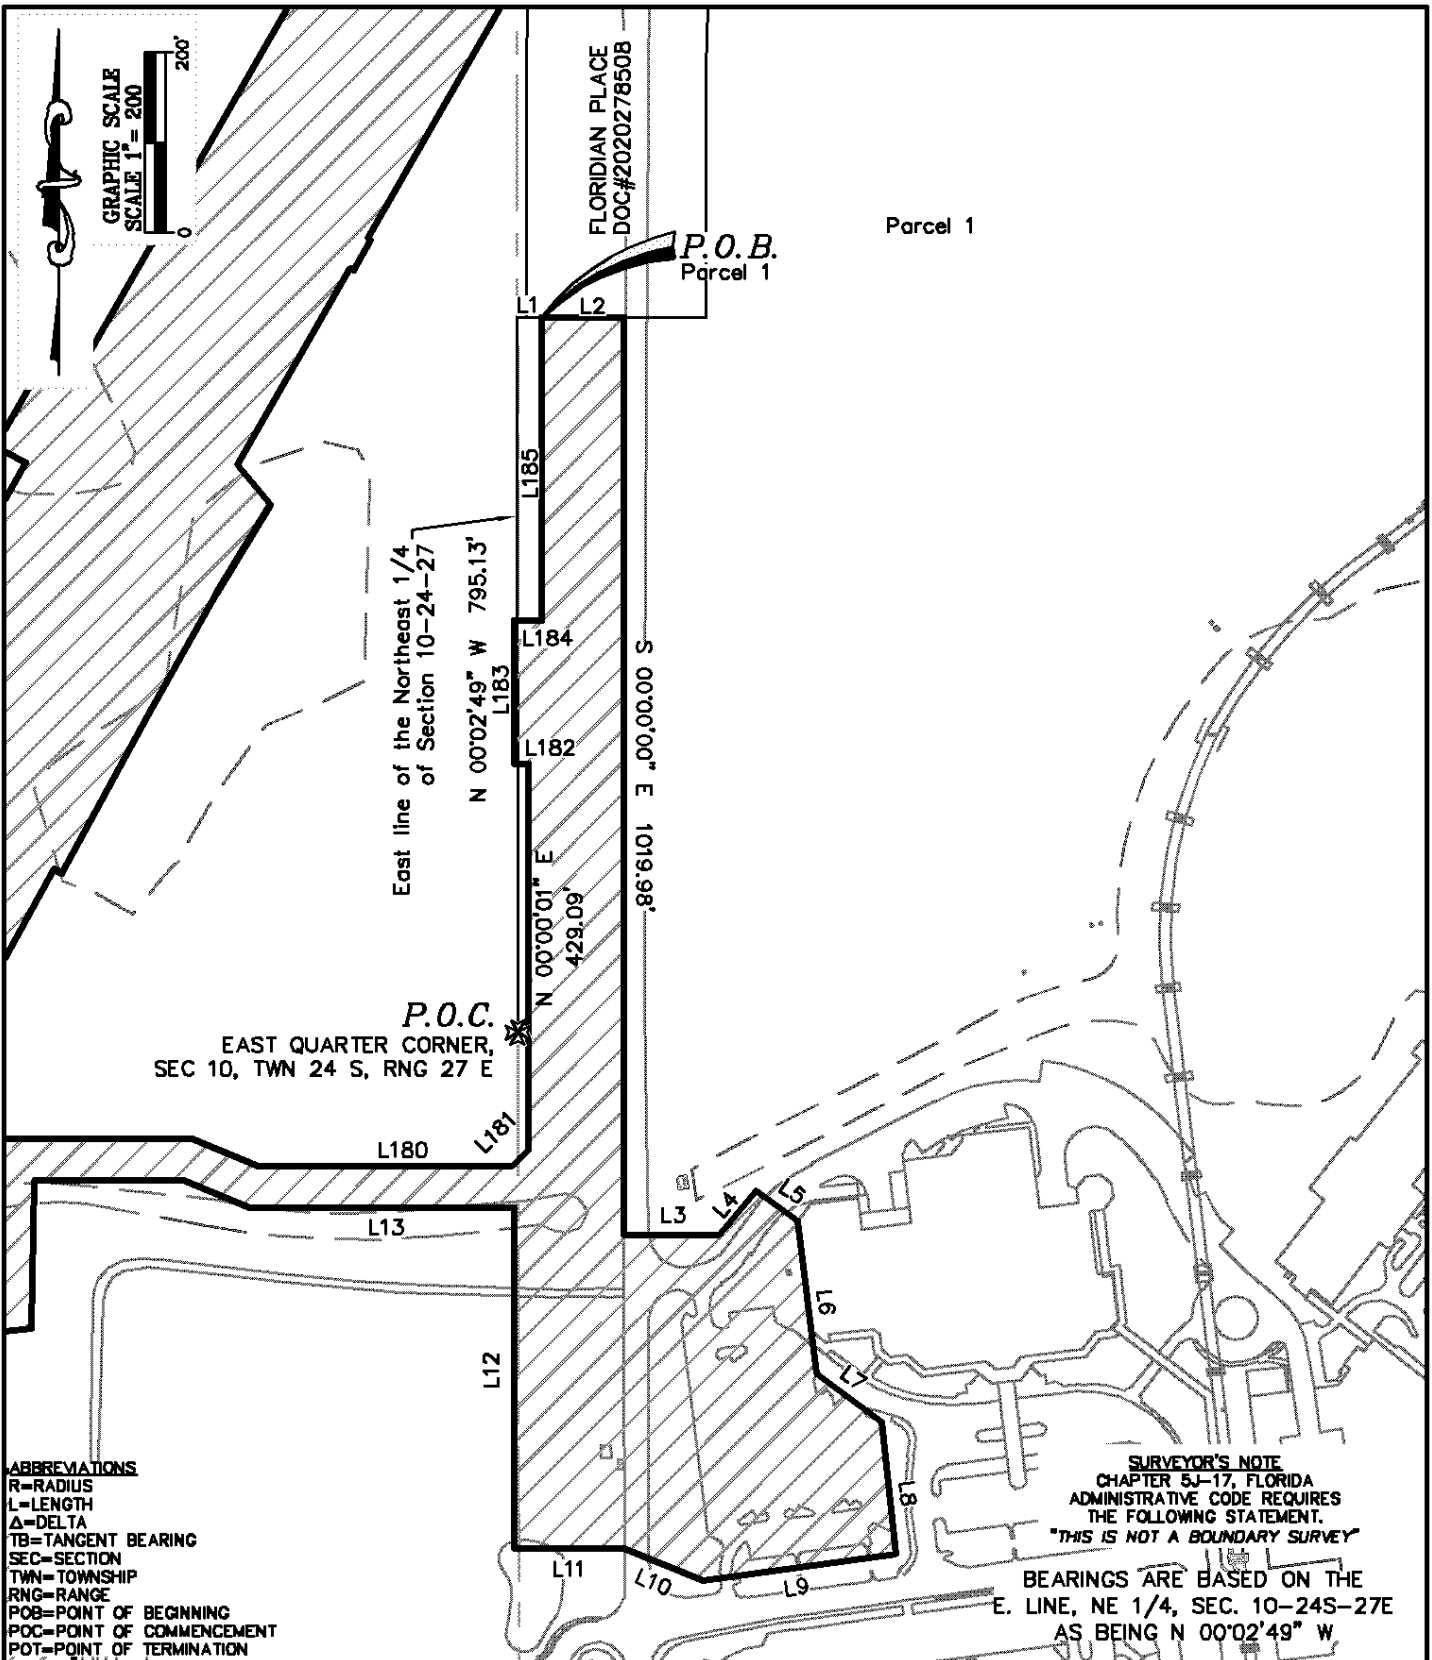 GRAPHIC SCALE
SCALE 1" = 200
0
200'
FLORIDIAN PLACE
DOC#2020278508
P.O.B.
Parcel 1
Parcel 1
L1
L2
L185
East line of the Northeast 1/4
of Section 10-24-27
N 00°02'49" W 795.13'
L184
L183
L182
S 00°00'00" E 1019.98'
N 00°00'01" E
429.09'
P.O.C.
EAST QUARTER CORNER,
SEC 10, TWN 24 S, RNG 27 E
L181
L180
L3
L4
L5
L13
L6
L12
L7
L8
L11
L10
L9
ABBREVIATIONS
R=RADIUS
L=LENGTH
Δ=DELTA
TB=TANGENT BEARING
SEC=SECTION
TWN=TOWNSHIP
RNG=RANGE
POB=POINT OF BEGINNING
POC=POINT OF COMMENCEMENT
POT=POINT OF TERMINATION
SURVEYOR'S NOTE
CHAPTER 5J-17, FLORIDA
ADMINISTRATIVE CODE REQUIRES
THE FOLLOWING STATEMENT.
"THIS IS NOT A BOUNDARY SURVEY"
BEARINGS ARE BASED ON THE
E. LINE, NE 1/4, SEC. 10-24S-27E
AS BEING N 00°02'49" W